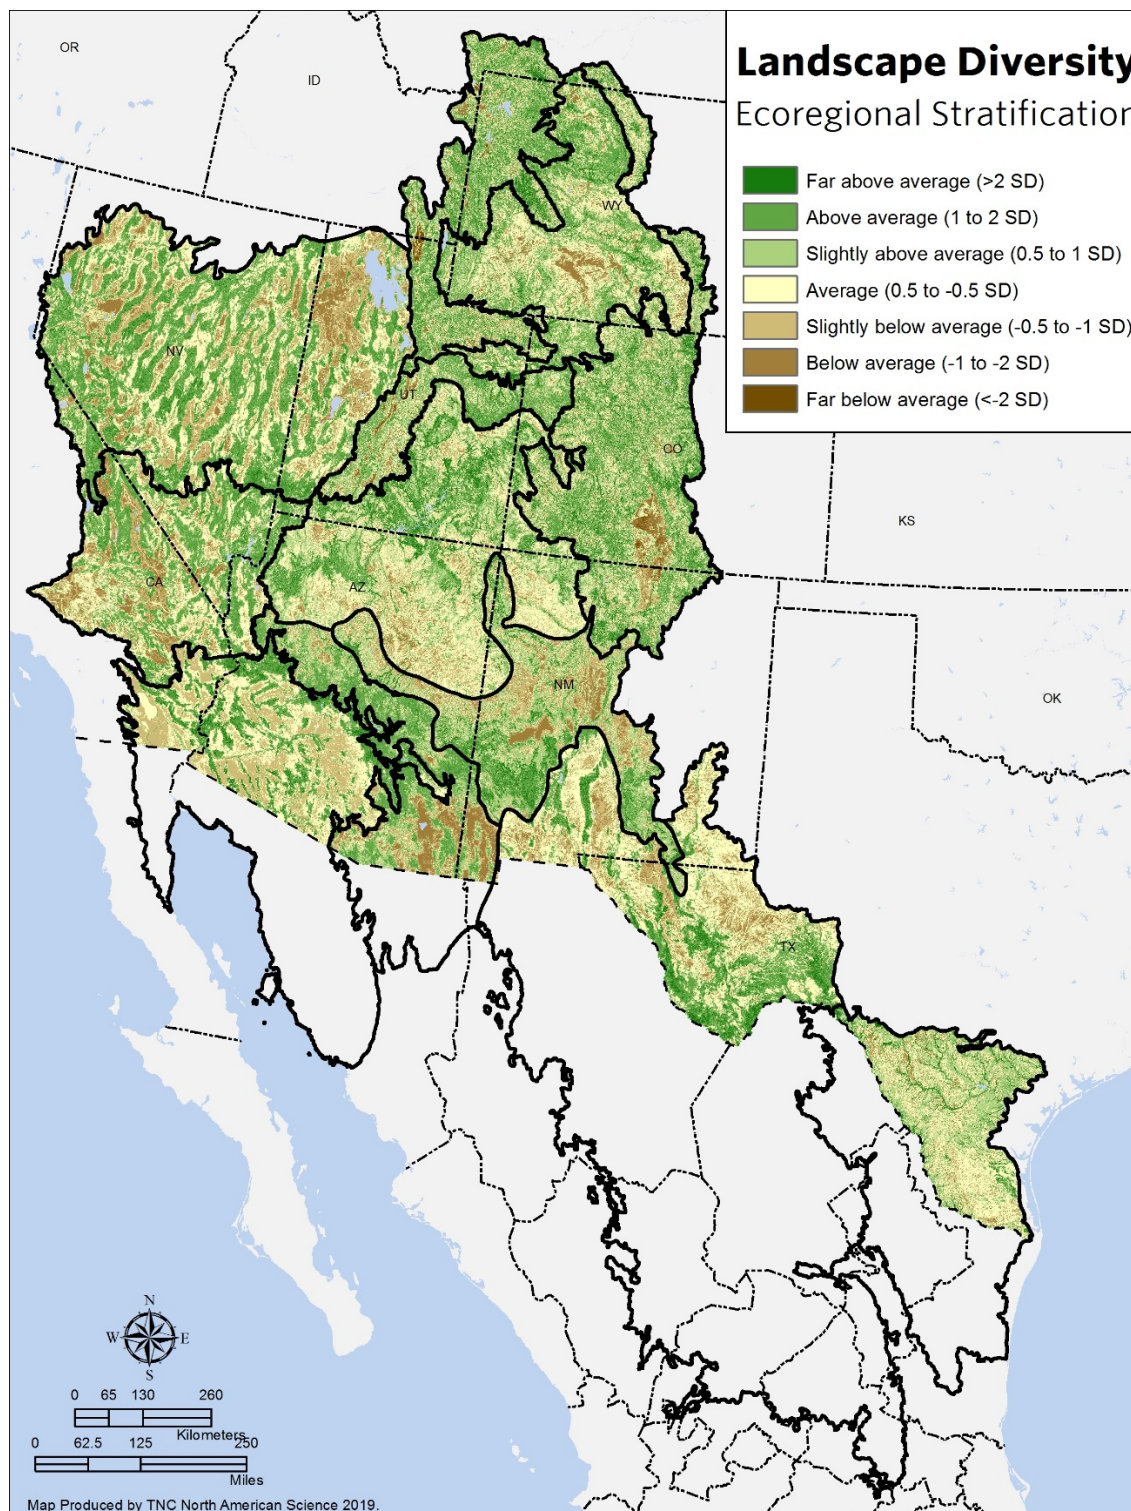 Landscape Diversity
Ecoregional Stratification
Far above average (>2 SD)
Above average (1 to 2 SD)
Slightly above average (0.5 to 1 SD)
Average (0.5 to -0.5 SD)
Slightly below average (-0.5 to -1 SD)
Below average (-1 to -2 SD)
Far below average (<-2 SD)
OR
ID
WY
NV
UT
CO
KS
CA
AZ
NM
OK
TX
N
W E
S
0 65 130 260
Kilometers
0 62.5 125 250
Miles
Map Produced by TNC North American Science 2019.